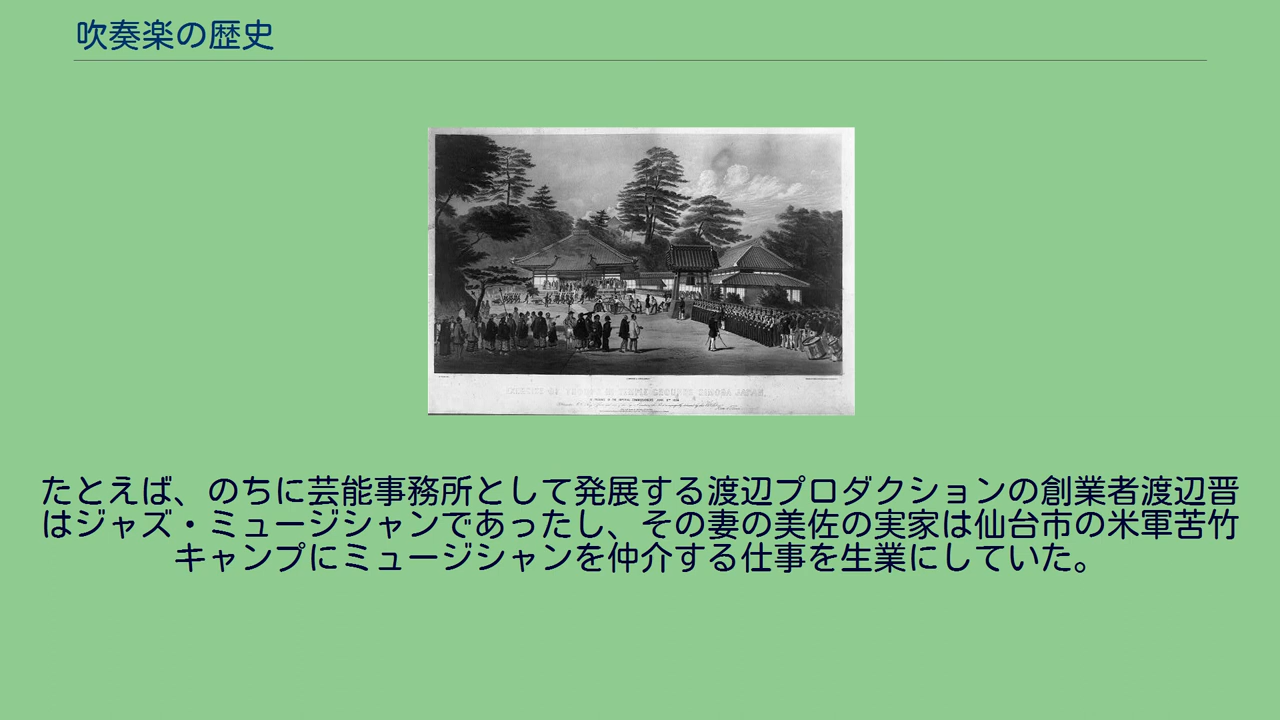 吹奏楽の歴史
たとえば、のちに芸能事務所として発展する渡辺プロダクションの創業者渡辺晋
はジャズ・ミュージシャンであったし、その妻の美佐の実家は仙台市の米軍苦竹
キャンプにミュージシャンを仲介する仕事を生業にしていた。